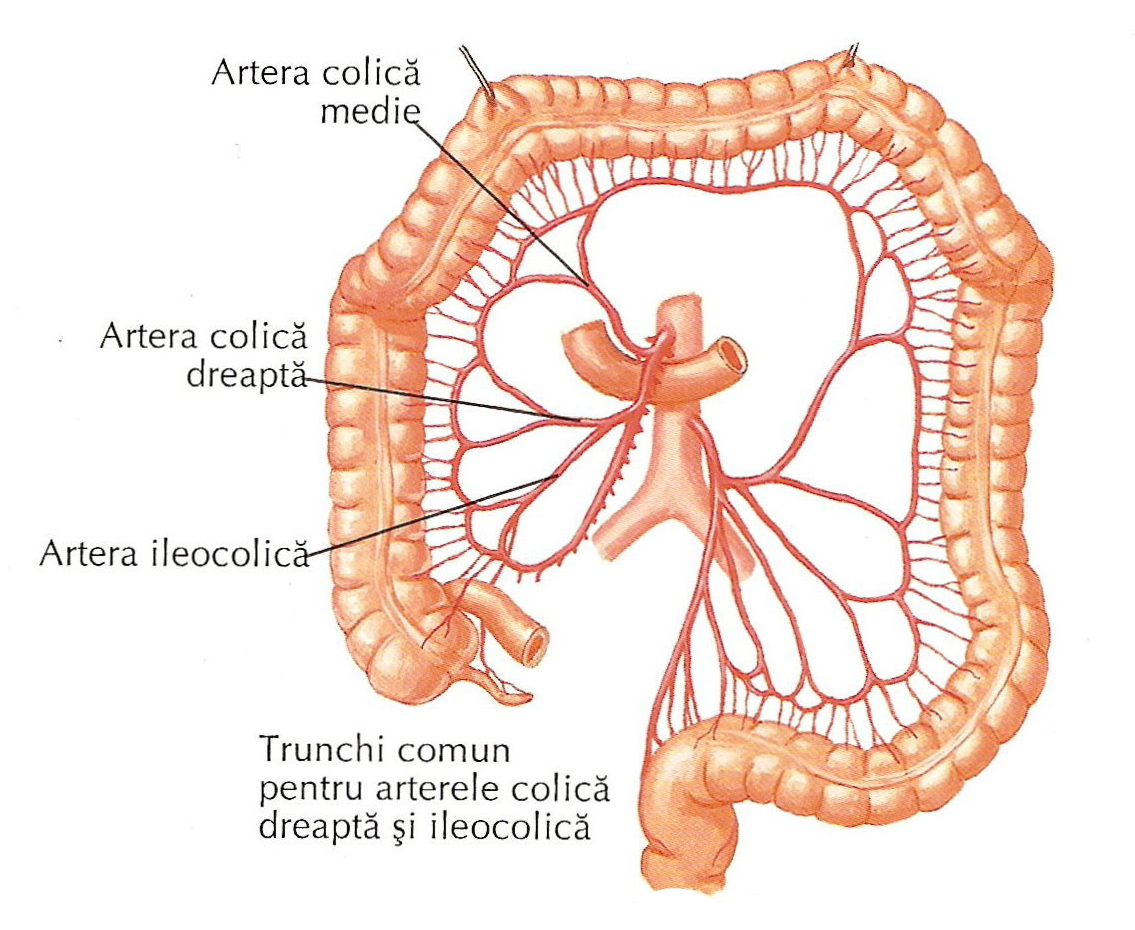 Artera colică
medie
Artera colică
dreaptă
Artera ileocolică
Trunchi comun
pentru arterele colică
dreaptă şi ileocolică